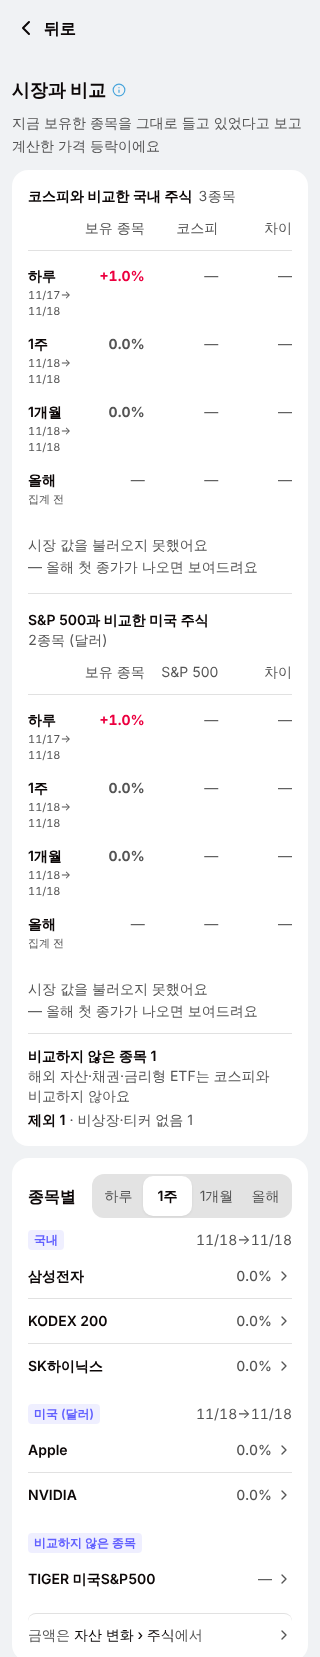 뒤로
시장과 비교
지금 보유한 종목을 그대로 들고 있었다고 보고
계산한 가격 등락이에요
코스피와 비교한 국내 주식 3종목
보유 종목 코스피 차이
하루 +1.0% — —
11/17→
11/18
1주 0.0% — —
11/18→
11/18
1개월 0.0% — —
11/18→
11/18
올해 — — —
집계 전
시장 값을 불러오지 못했어요
— 올해 첫 종가가 나오면 보여드려요
S&P 500과 비교한 미국 주식
2종목 (달러)
보유 종목 S&P 500 차이
하루 +1.0% — —
11/17→
11/18
1주 0.0% — —
11/18→
11/18
1개월 0.0% — —
11/18→
11/18
올해 — — —
집계 전
시장 값을 불러오지 못했어요
— 올해 첫 종가가 나오면 보여드려요
비교하지 않은 종목 1
해외 자산·채권·금리형 ETF는 코스피와
비교하지 않아요
제외 1 · 비상장·티커 없음 1
종목별 하루 1주 1개월 올해
국내 11/18→11/18
삼성전자 0.0%
KODEX 200 0.0%
SK하이닉스 0.0%
미국 (달러) 11/18→11/18
Apple 0.0%
NVIDIA 0.0%
비교하지 않은 종목
TIGER 미국S&P500 —
금액은 자산 변화 › 주식에서